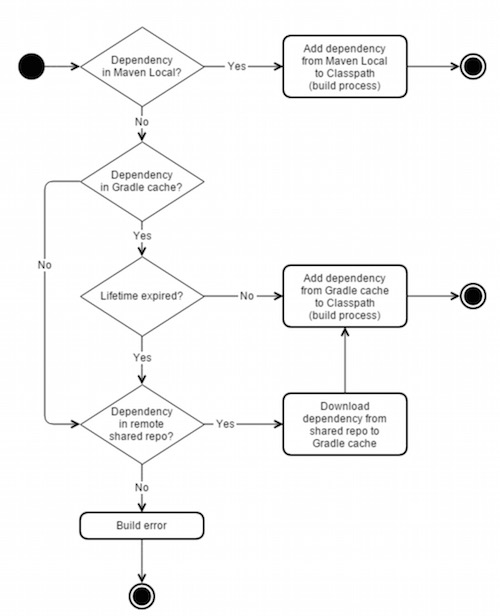 Dependency
in Maven Local?
Yes
Add dependency
from Maven Local
to Classpath
(build process)
No
Dependency
in Gradle cache?
No
Yes
Lifetime expired?
No
Add dependency
from Gradle cache
to Classpath
(build process)
Yes
Dependency
in remote
shared repo?
Yes
Download
dependency from
shared repo to
Gradle cache
No
Build error